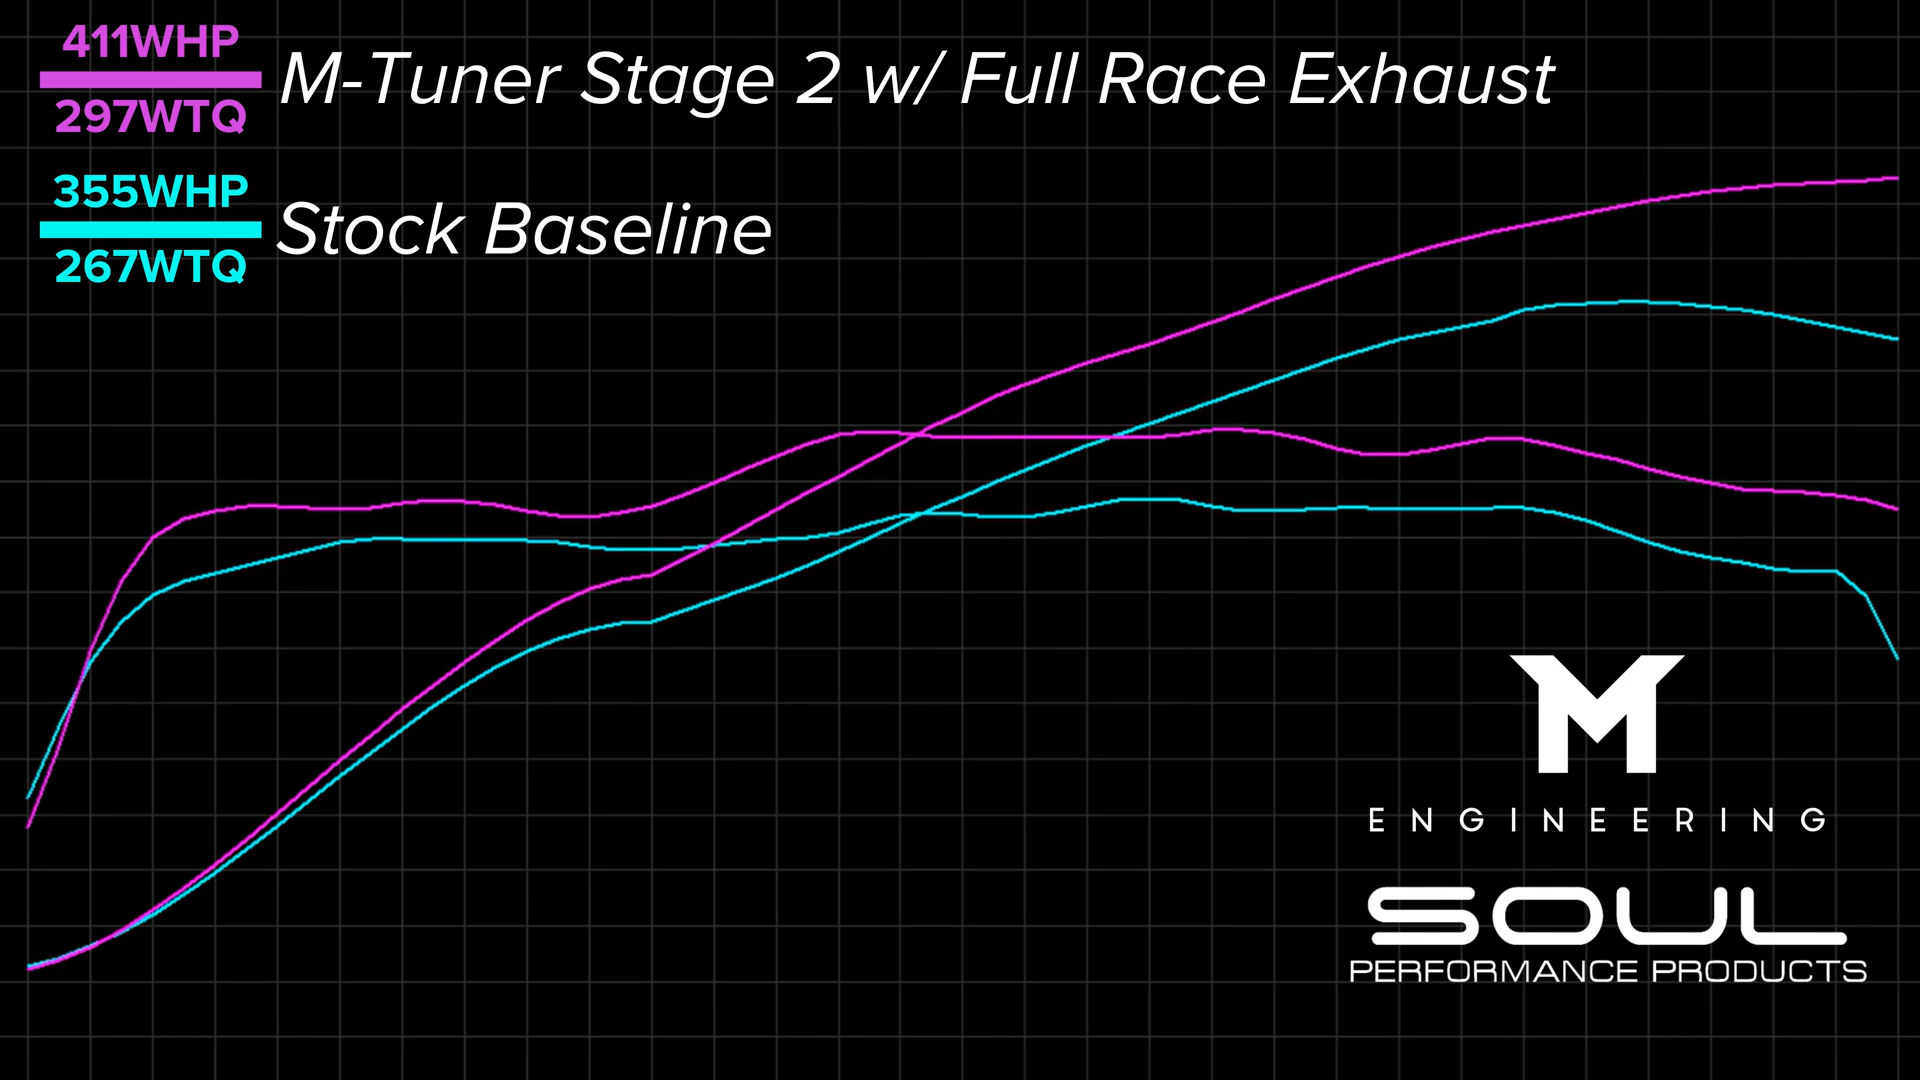 411WHP
M-Tuner Stage 2 w/ Full Race Exhaust
297WTQ
355WHP
Stock Baseline
267WTQ
M
ENGINEERING
SOUL
PERFORMANCE PRODUCTS